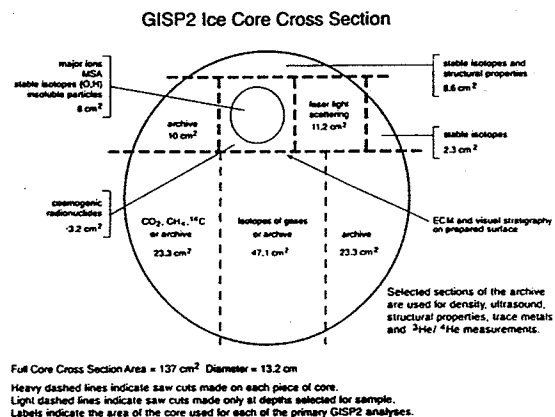 GISP2 Ice Core Cross Section
major ions
MSA
stable isotopes (O,H)
insoluble particles
8 cm²
stable isotopes and
structural properties
8.6 cm²
archive
10 cm²
laser light
scattering
11.2 cm²
stable isotopes
2.3 cm²
cosmogenic
radionuclides
~3.2 cm²
CO₂, CH₄, ¹⁴C
or archive
23.3 cm²
isotopes of gases
or archive
47.1 cm²
archive
23.3 cm²
ECM and visual stratigraphy
on prepared surface
Selected sections of the archive
are used for density, ultrasound,
structural properties, trace metals
and ³He/ ⁴He measurements.
Full Core Cross Section Area = 137 cm² Diameter = 13.2 cm
Heavy dashed lines indicate saw cuts made on each piece of core.
Light dashed lines indicate saw cuts made only at depths selected for sample.
Labels indicate the area of the core used for each of the primary GISP2 analyses.